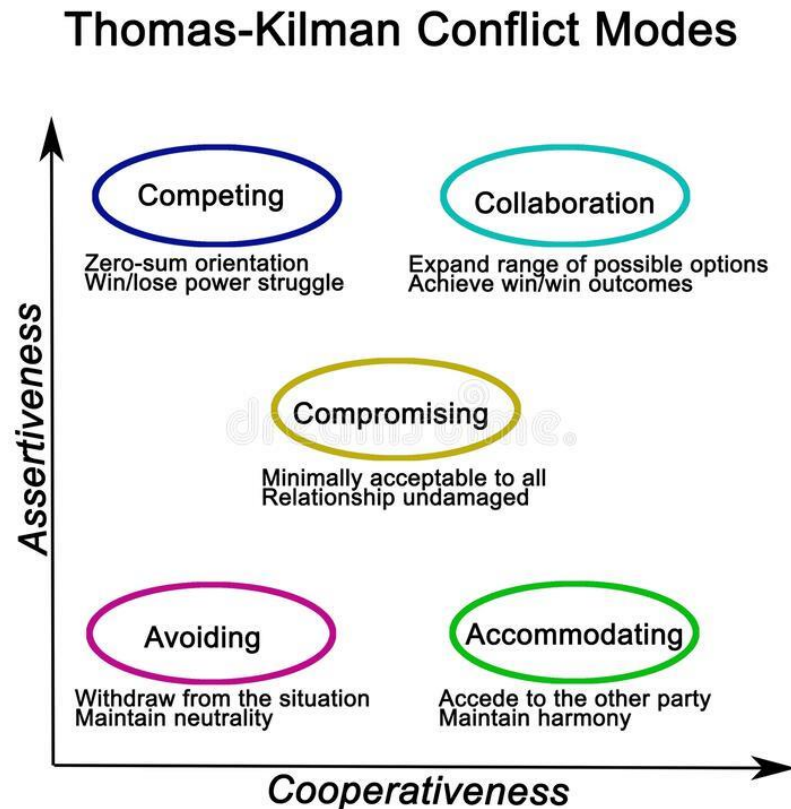 Thomas-Kilman Conflict Modes
Competing
Zero-sum orientation
Win/lose power struggle
Collaboration
Expand range of possible options
Achieve win/win outcomes
Assertiveness
Compromising
dreamstime.
Minimally acceptable to all
Relationship undamaged
Avoiding
Withdraw from the situation
Maintain neutrality
Accommodating
Accede to the other party
Maintain harmony
Cooperativeness